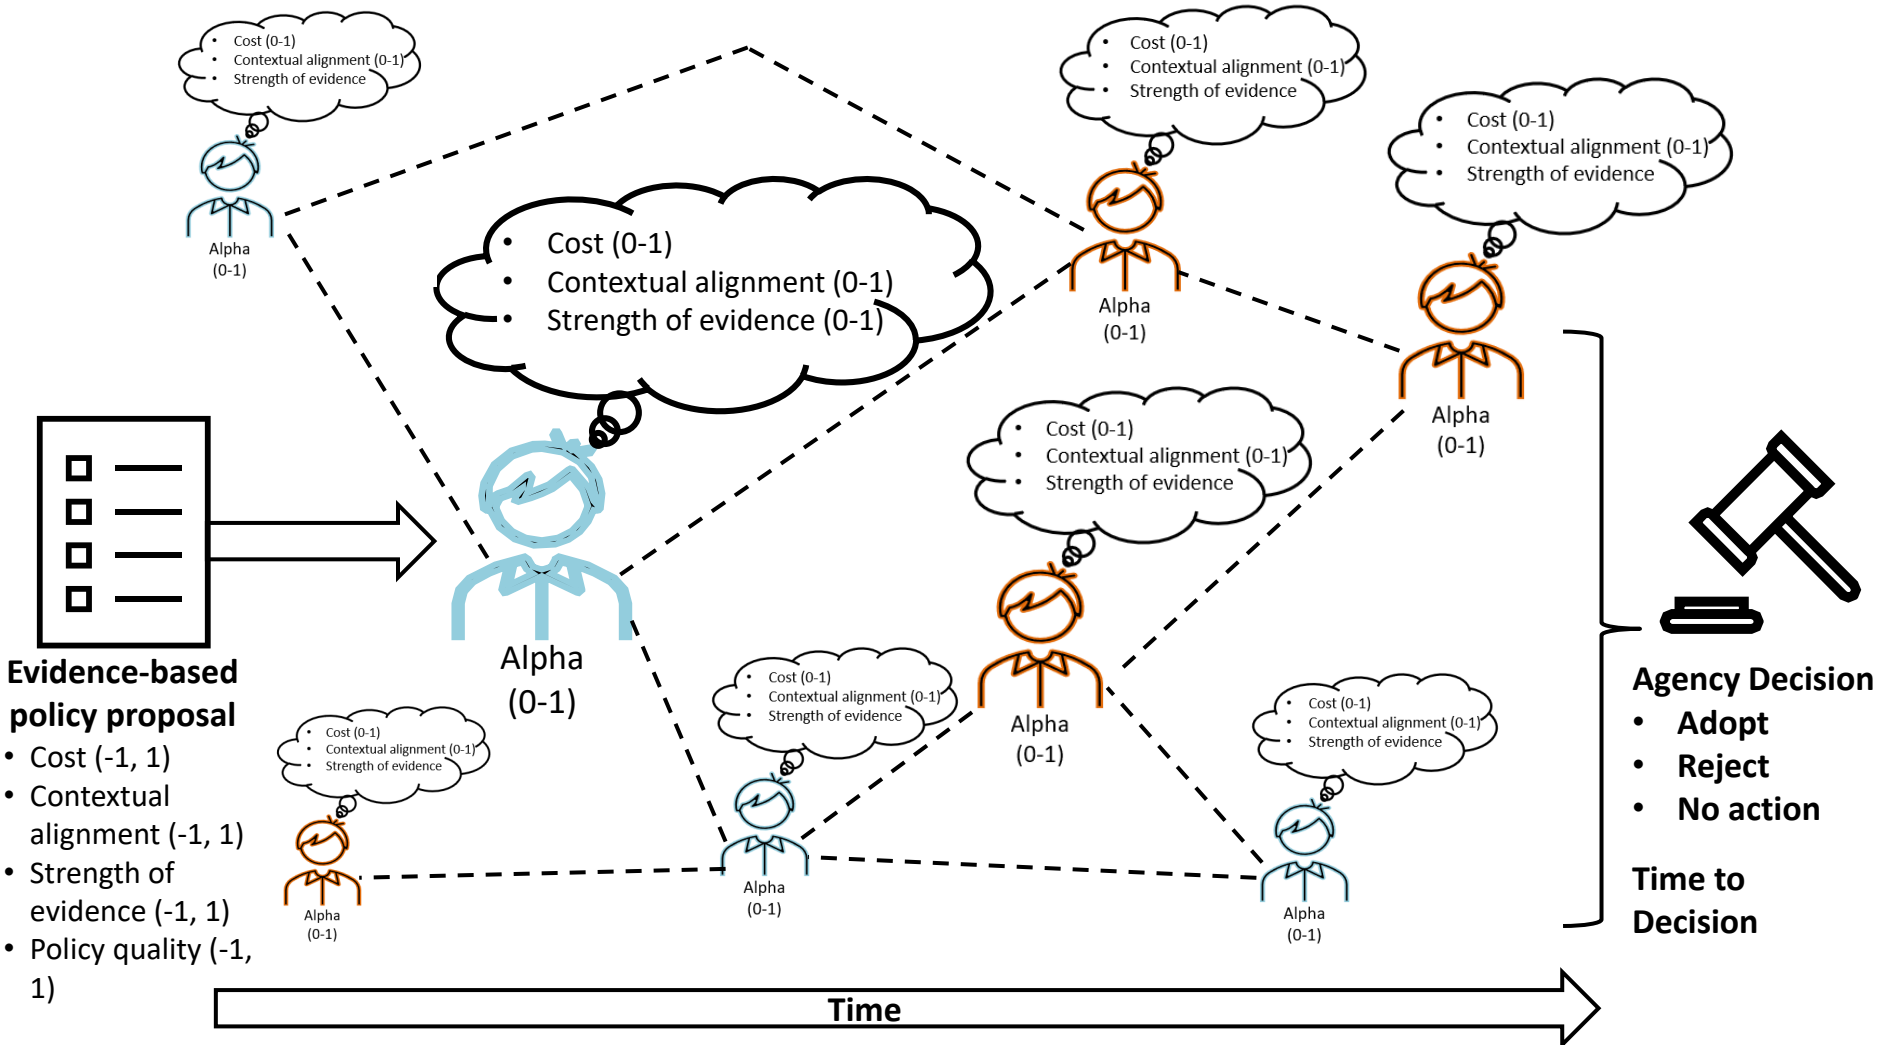 • Cost (0-1)
• Contextual alignment (0-1)
• Strength of evidence
Alpha
(0-1)
• Cost (0-1)
• Contextual alignment (0-1)
• Strength of evidence
Alpha
(0-1)
• Cost (0-1)
• Contextual alignment (0-1)
• Strength of evidence
Alpha
(0-1)
• Cost (0-1)
• Contextual alignment (0-1)
• Strength of evidence (0-1)
Alpha
(0-1)
• Cost (0-1)
• Contextual alignment (0-1)
• Strength of evidence
Alpha
(0-1)
Evidence-based
policy proposal
• Cost (-1, 1)
• Contextual
alignment (-1, 1)
• Strength of
evidence (-1, 1)
• Policy quality (-1,
1)
• Cost (0-1)
• Contextual alignment (0-1)
• Strength of evidence
Alpha
(0-1)
• Cost (0-1)
• Contextual alignment (0-1)
• Strength of evidence
Alpha
(0-1)
• Cost (0-1)
• Contextual alignment (0-1)
• Strength of evidence
Alpha
(0-1)
Agency Decision
• Adopt
• Reject
• No action
Time to
Decision
Time